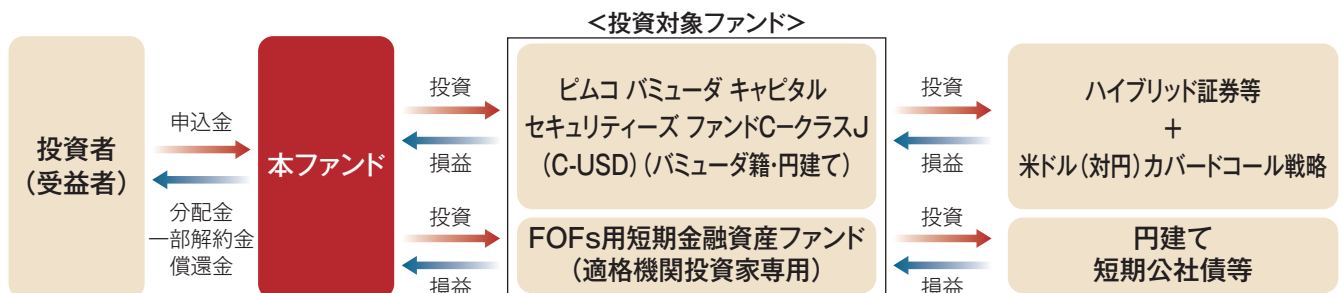 <投資対象ファンド>
投資者
(受益者)
申込金
分配金
一部解約金
償還金
本ファンド
投資
損益
投資
損益
ピムコ バミューダ キャピタル
セキュリティーズ ファンドCークラスJ
(C-USD)(バミューダ籍・円建て)
FOFs用短期金融資産ファンド
(適格機関投資家専用)
投資
損益
投資
損益
ハイブリッド証券等
+
米ドル(対円)カバードコール戦略
円建て
短期公社債等